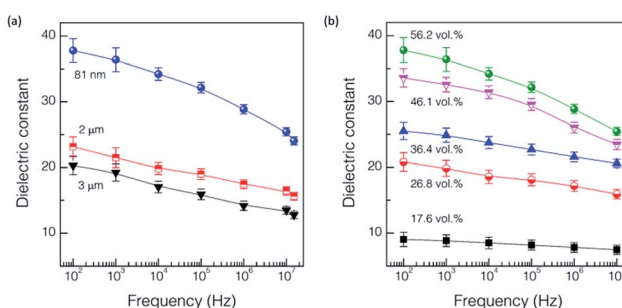 (a)
Dielectric constant
40
30
20
10
81 nm
2 μm
3 μm
10² 10³ 10⁴ 10⁵ 10⁶ 10⁷
Frequency (Hz)
(b)
Dielectric constant
40
30
20
10
56.2 vol.%
46.1 vol.%
36.4 vol.%
26.8 vol.%
17.6 vol.%
10² 10³ 10⁴ 10⁵ 10⁶
Frequency (Hz)